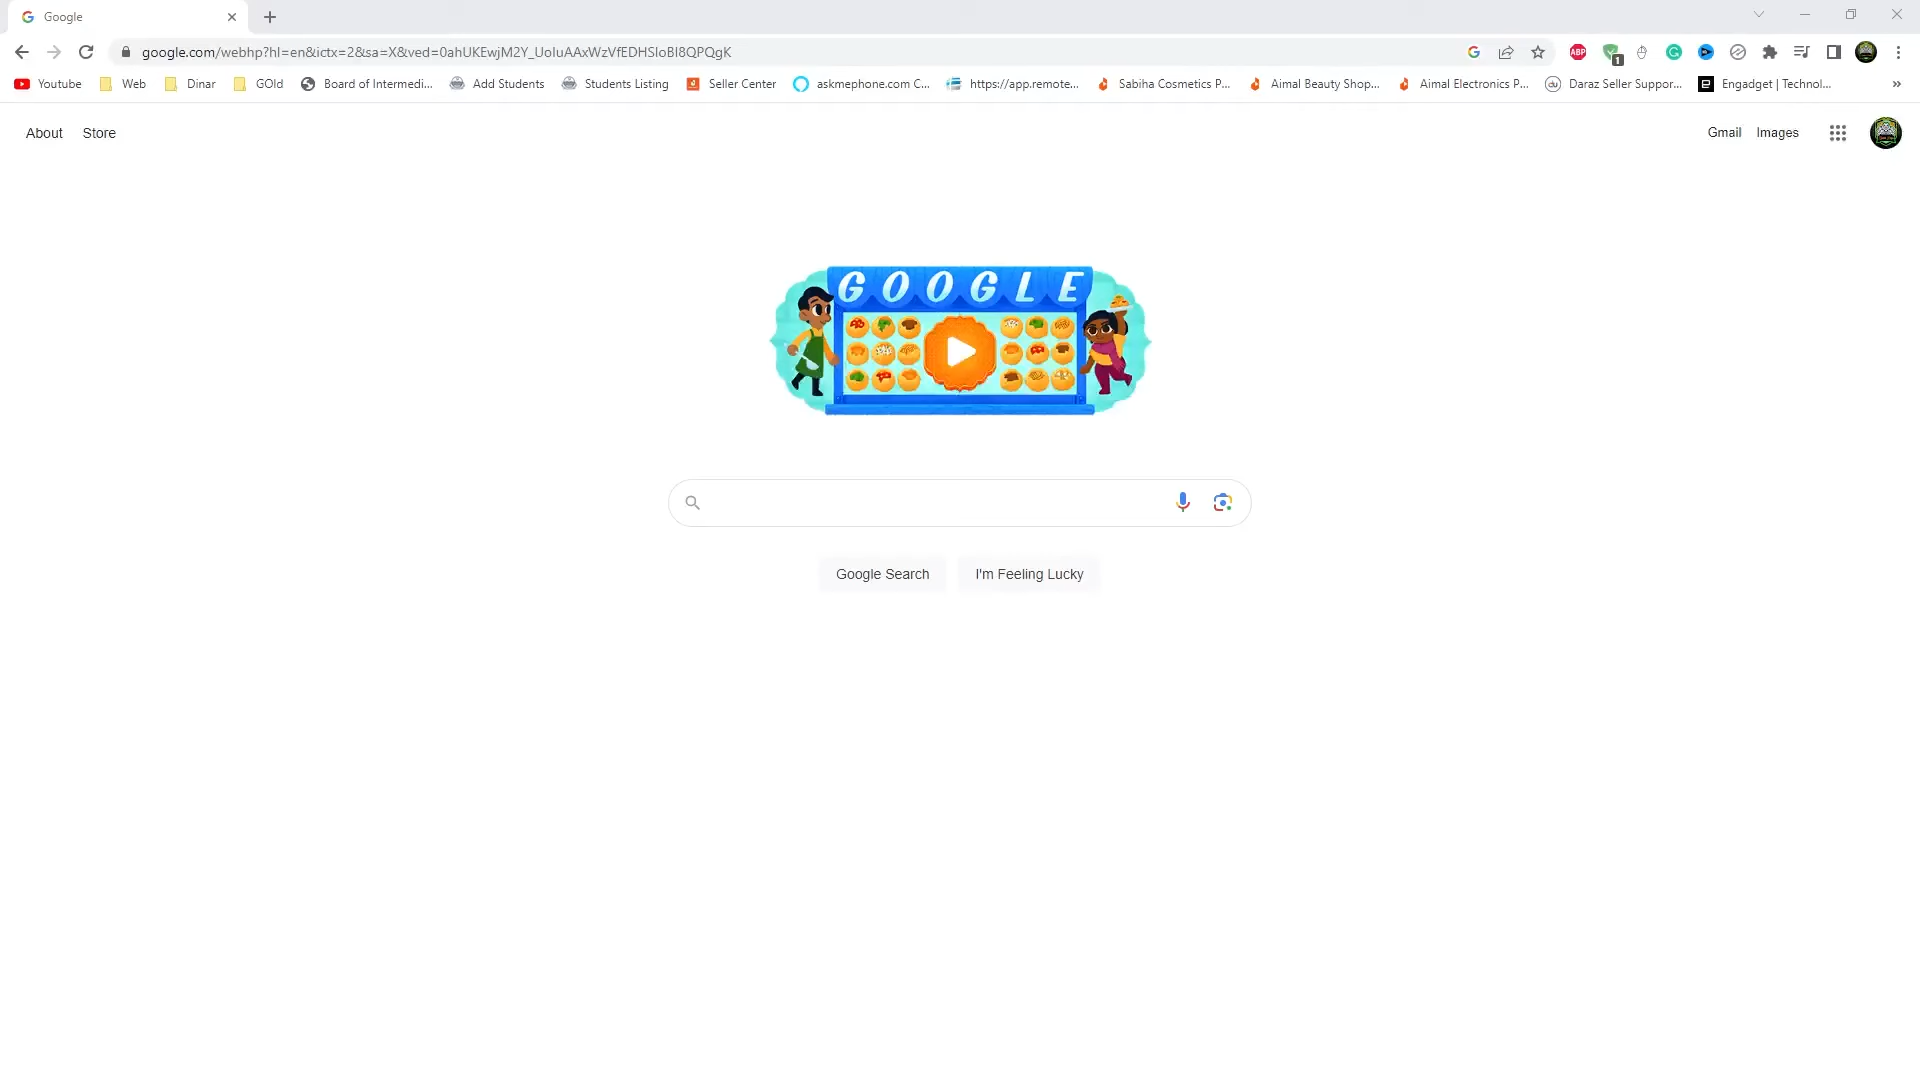 Google
google.com/webhp?hl=en&ictx=2&sa=X&ved=0ahUKEwjM2Y_UoIuAAxWzVfEDHSIoBI8QPQgK
1
Youtube Web Dinar GOld Board of Intermedi... Add Students Students Listing Seller Center askmephone.com C... https://app.remote... Sabiha Cosmetics P... Aimal Beauty Shop... Aimal Electronics P... Daraz Seller Suppor... Engadget | Technol... »
About Store Gmail Images
GOOGLE
Google Search I'm Feeling Lucky